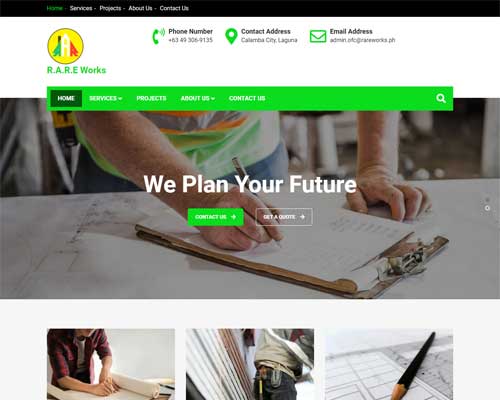 Home - Services - Projects - About Us - Contact Us
Phone Number
+63 49 306-9135
Contact Address
Calamba City, Laguna
Email Address
admin.ofc@rareworks.ph
R.A.R.E Works
HOME
SERVICES
PROJECTS
ABOUT US
CONTACT US
We Plan Your Future
CONTACT US
GET A QUOTE